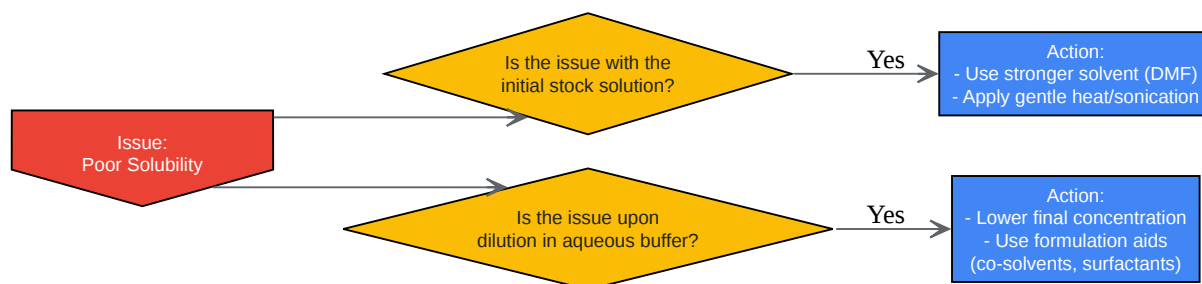 Issue:
Poor Solubility
Is the issue with the
initial stock solution?
Yes
Action:
- Use stronger solvent (DMF)
- Apply gentle heat/sonication
Is the issue upon
dilution in aqueous buffer?
Yes
Action:
- Lower final concentration
- Use formulation aids
(co-solvents, surfactants)